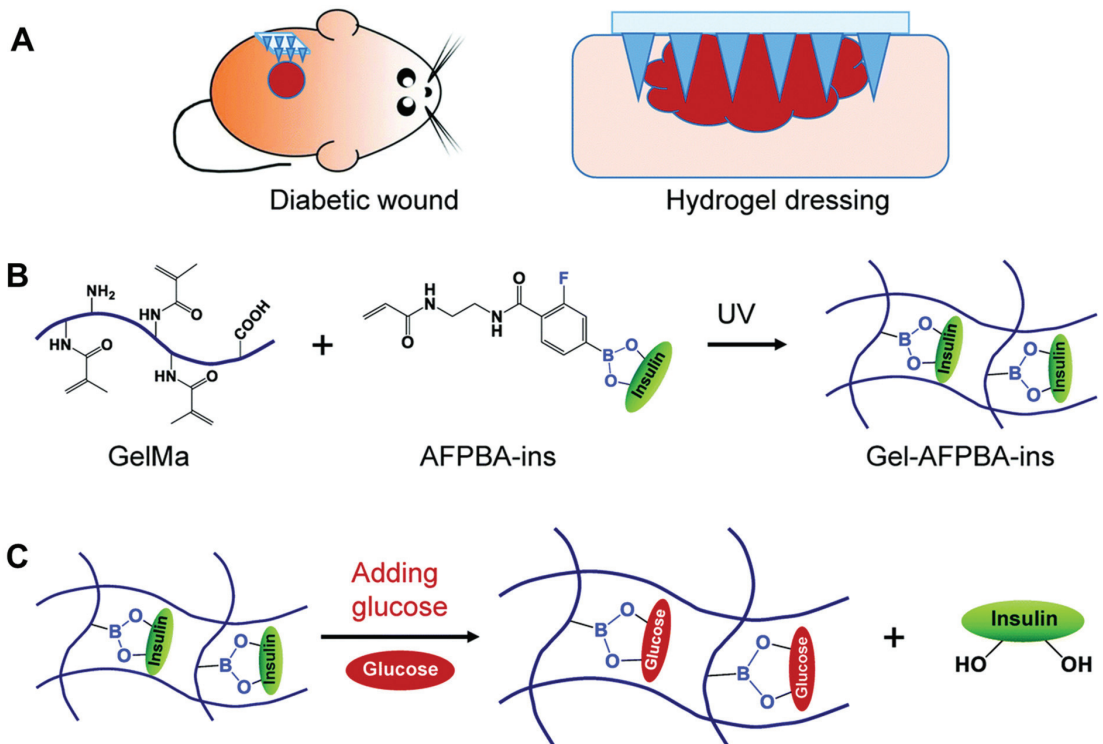 A
Diabetic wound
Hydrogel dressing
B
NH₂
HN
O
COOH
HN
O
HN
O
GelMa
+
O
H
N
N
H
O
F
B
O
O
Insulin
AFPBA-ins
UV
B
O
O
Insulin
B
O
O
Insulin
Gel-AFPBA-ins
C
B
O
O
Insulin
B
O
O
Insulin
Adding
glucose
Glucose
B
O
O
Glucose
B
O
O
Glucose
+
Insulin
HO
OH